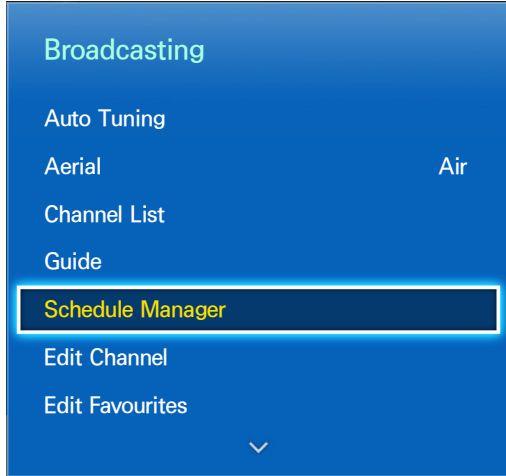 Broadcasting
Auto Tuning
Aerial Air
Channel List
Guide
Schedule Manager
Edit Channel
Edit Favourites